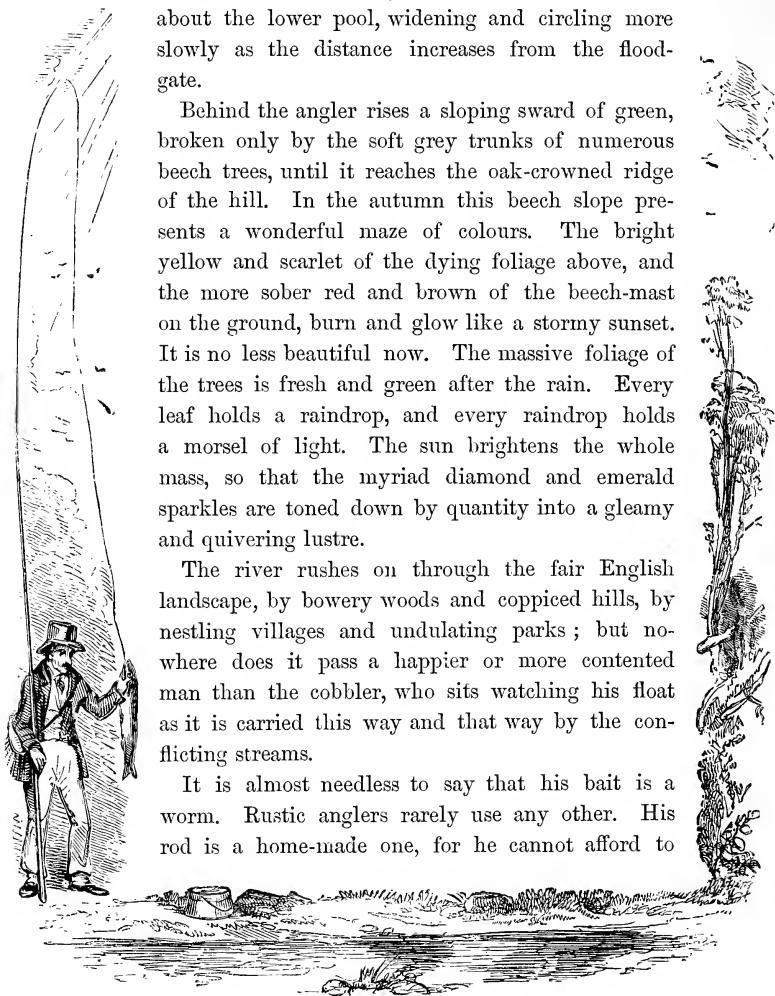 about the lower pool, widening and circling more
slowly as the distance increases from the flood-
gate.
Behind the angler rises a sloping sward of green,
broken only by the soft grey trunks of numerous
beech trees, until it reaches the oak-crowned ridge
of the hill. In the autumn this beech slope pre-
sents a wonderful maze of colours. The bright
yellow and scarlet of the dying foliage above, and
the more sober red and brown of the beech-mast
on the ground, burn and glow like a stormy sunset.
It is no less beautiful now. The massive foliage of
the trees is fresh and green after the rain. Every
leaf holds a raindrop, and every raindrop holds
a morsel of light. The sun brightens the whole
mass, so that the myriad diamond and emerald
sparkles are toned down by quantity into a gleamy
and quivering lustre.
The river rushes on through the fair English
landscape, by bowery woods and coppiced hills, by
nestling villages and undulating parks ; but no-
where does it pass a happier or more contented
man than the cobbler, who sits watching his float
as it is carried this way and that way by the con-
flicting streams.
It is almost needless to say that his bait is a
worm. Rustic anglers rarely use any other. His
rod is a home-made one, for he cannot afford to